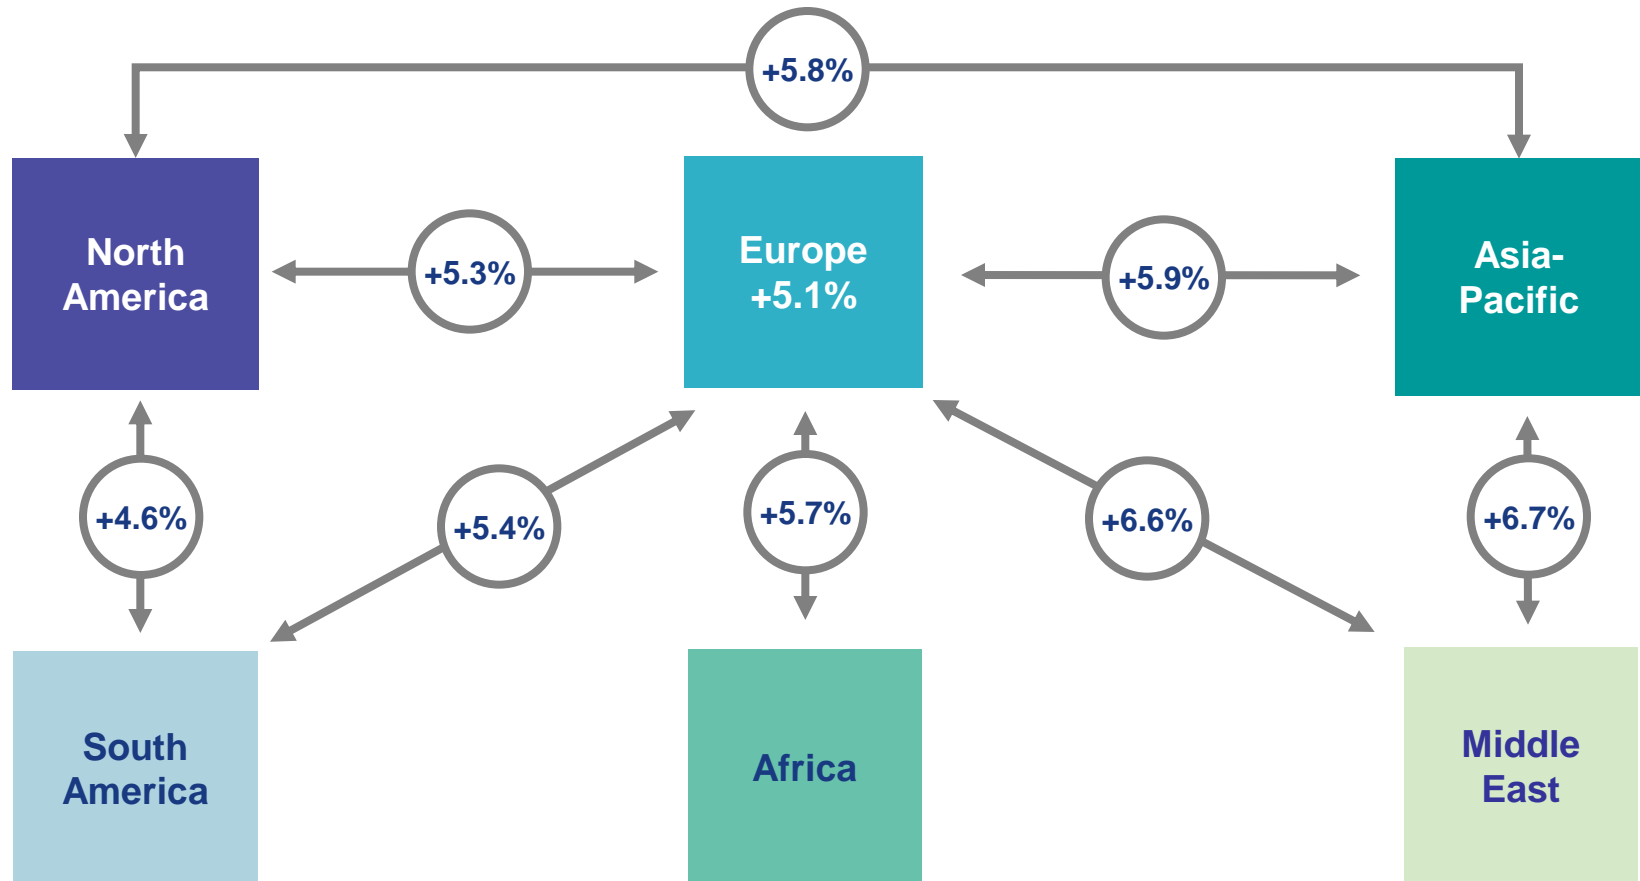 +5.8%
North
America
+5.3%
Europe
+5.1%
+5.9%
Asia-
Pacific
+4.6%
+5.4%
+5.7%
+6.6%
+6.7%
South
America
Africa
Middle
East